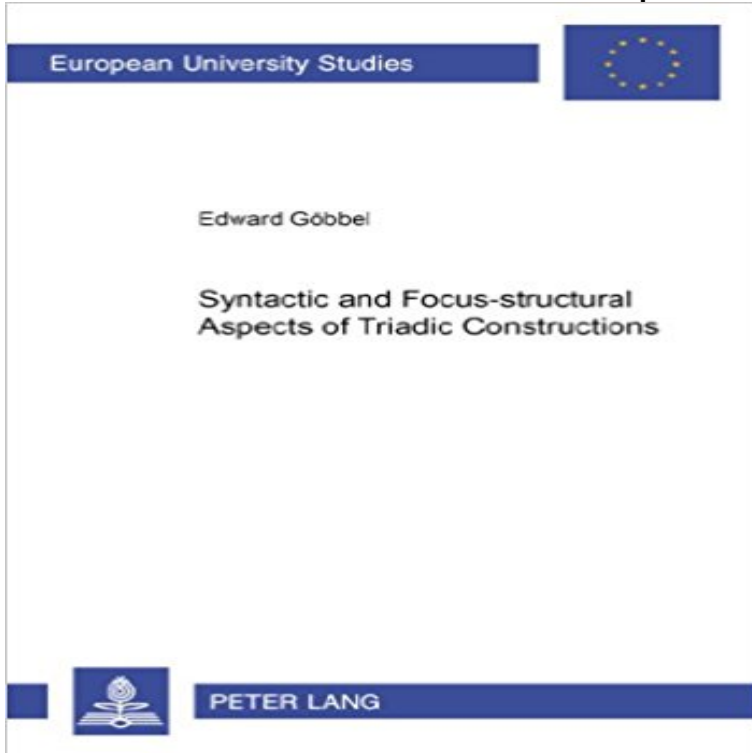 European University Studies
Edward Göbbel
Syntactic and Focus-structural
Aspects of Triadic Constructions
PETER LANG